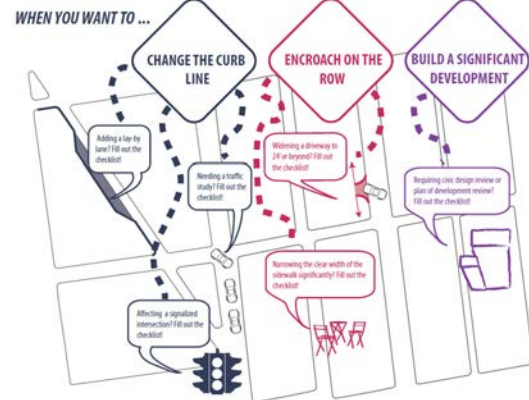 WHEN YOU WANT TO ...
CHANGE THE CURB
LINE
ENCROACH ON THE
ROW
BUILD A SIGNIFICANT
DEVELOPMENT
Adding a lay-by
lane? Fill out the
checklist!
Needing a traffic
study? Fill out the
checklist!
Widening a driveway to
24' or beyond? Fill out
the checklist!
Requiring civic design review or
plan of development review?
Fill out the checklist!
Narrowing the clear width of the
sidewalk significantly? Fill out the
checklist!
Affecting a signalized
intersection? Fill out the
checklist!